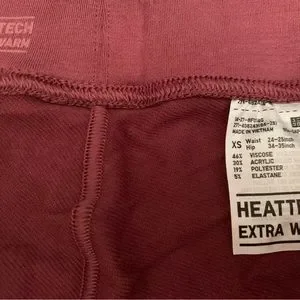 TECH
WARM
MADE IN VIETNAM
XS Waist 24-25inch
Hip 34-35inch
46% VISCOSE
30% ACRYLIC
19% POLYESTER
5% ELASTANE
HEATTE
EXTRA W